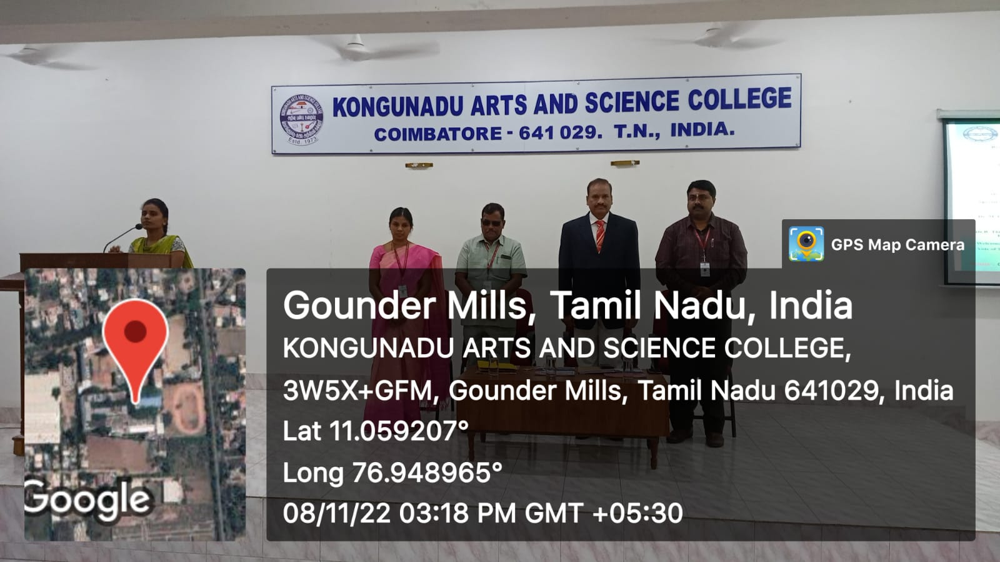 KONGUNADU ARTS AND SCIENCE COLLEGE
COIMBATORE - 641 029. T.N., INDIA.
Estd. 1973
GPS Map Camera
Gounder Mills, Tamil Nadu, India
KONGUNADU ARTS AND SCIENCE COLLEGE,
3W5X+GFM, Gounder Mills, Tamil Nadu 641029, India
Lat 11.059207°
Long 76.948965°
08/11/22 03:18 PM GMT +05:30
Google